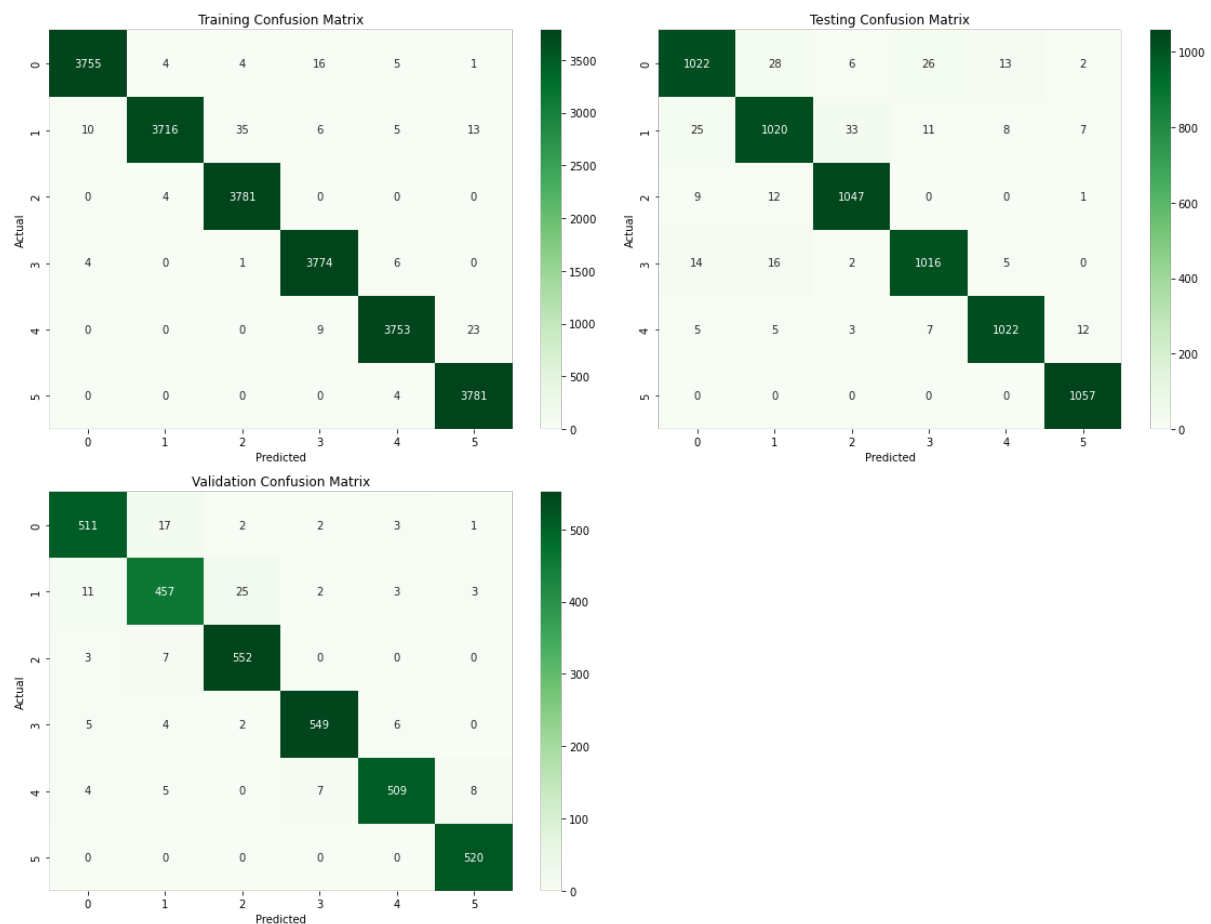 Training Confusion Matrix
Actual
0 3755 4 4 16 5 1
1 10 3716 35 6 5 13
2 0 4 3781 0 0 0
3 4 0 1 3774 6 0
4 0 0 0 9 3753 23
5 0 0 0 0 4 3781
0 1 2 3 4 5
Predicted
3500
3000
2500
2000
1500
1000
500
0
Testing Confusion Matrix
Actual
0 1022 28 6 26 13 2
1 25 1020 33 11 8 7
2 9 12 1047 0 0 1
3 14 16 2 1016 5 0
4 5 5 3 7 1022 12
5 0 0 0 0 0 1057
0 1 2 3 4 5
Predicted
1000
800
600
400
200
0
Validation Confusion Matrix
Actual
0 511 17 2 2 3 1
1 11 457 25 2 3 3
2 3 7 552 0 0 0
3 5 4 2 549 6 0
4 4 5 0 7 509 8
5 0 0 0 0 0 520
0 1 2 3 4 5
Predicted
500
400
300
200
100
0